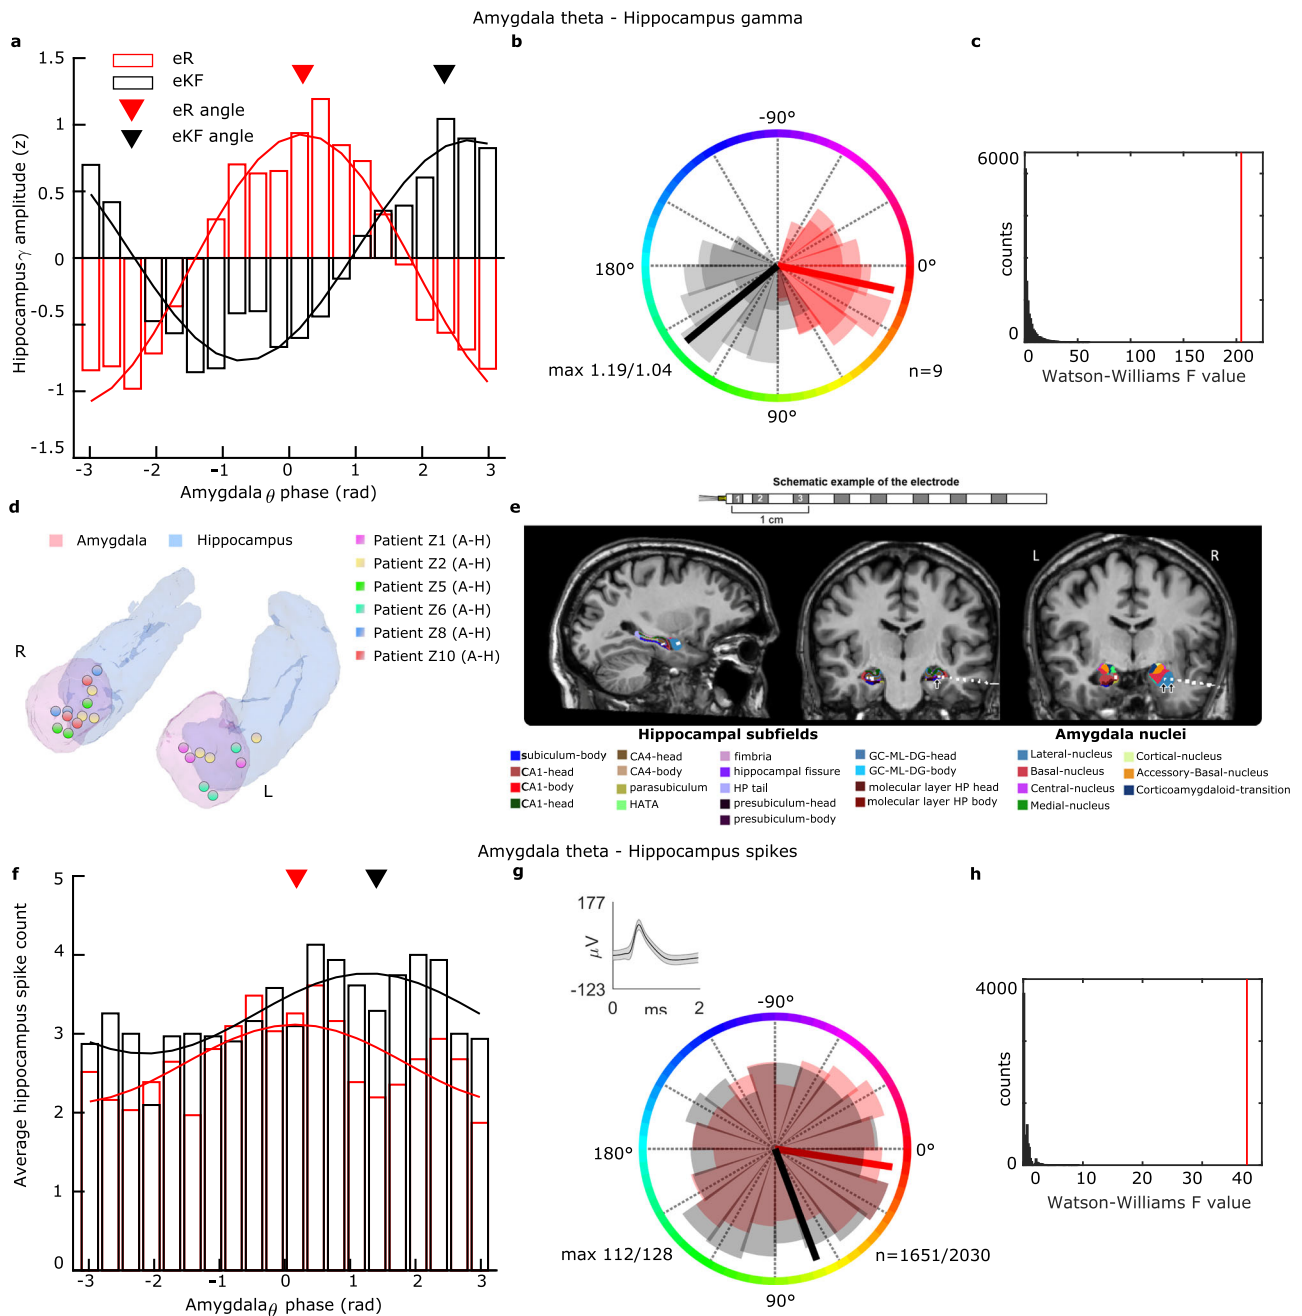 Amygdala theta - Hippocampus gamma
a
Hippocampus γ amplitude (z)
1.5
1
0.5
0
-0.5
-1
-1.5
eR
eKF
eR angle
eKF angle
-3
-2
-1
0
1
2
3
Amygdala θ phase (rad)
b
-90°
180°
0°
max 1.19/1.04
n=9
90°
c
6000
counts
0
0
50
100
150
200
Watson-Williams F value
d
Amygdala
Hippocampus
R
L
Patient Z1 (A-H)
Patient Z2 (A-H)
Patient Z5 (A-H)
Patient Z6 (A-H)
Patient Z8 (A-H)
Patient Z10 (A-H)
e
Schematic example of the electrode
1 2 3
1 cm
L
R
Hippocampal subfields
subiculum-body
CA1-head
CA1-body
CA1-head
CA4-head
CA4-body
parasubiculum
HATA
fimbria
hippocampal fissure
HP tail
presubiculum-head
presubiculum-body
GC-ML-DG-head
GC-ML-DG-body
molecular layer HP head
molecular layer HP body
Amygdala nuclei
Lateral-nucleus
Basal-nucleus
Central-nucleus
Medial-nucleus
Cortical-nucleus
Accessory-Basal-nucleus
Corticoamygdaloid-transition
Amygdala theta - Hippocampus spikes
f
Average hippocampus spike count
5
4
3
2
1
0
-3
-2
-1
0
1
2
3
Amygdala θ phase (rad)
g
177
μV
-123
0
ms
2
-90°
180°
0°
max 112/128
n=1651/2030
90°
h
4000
counts
0
0
10
20
30
40
Watson-Williams F value